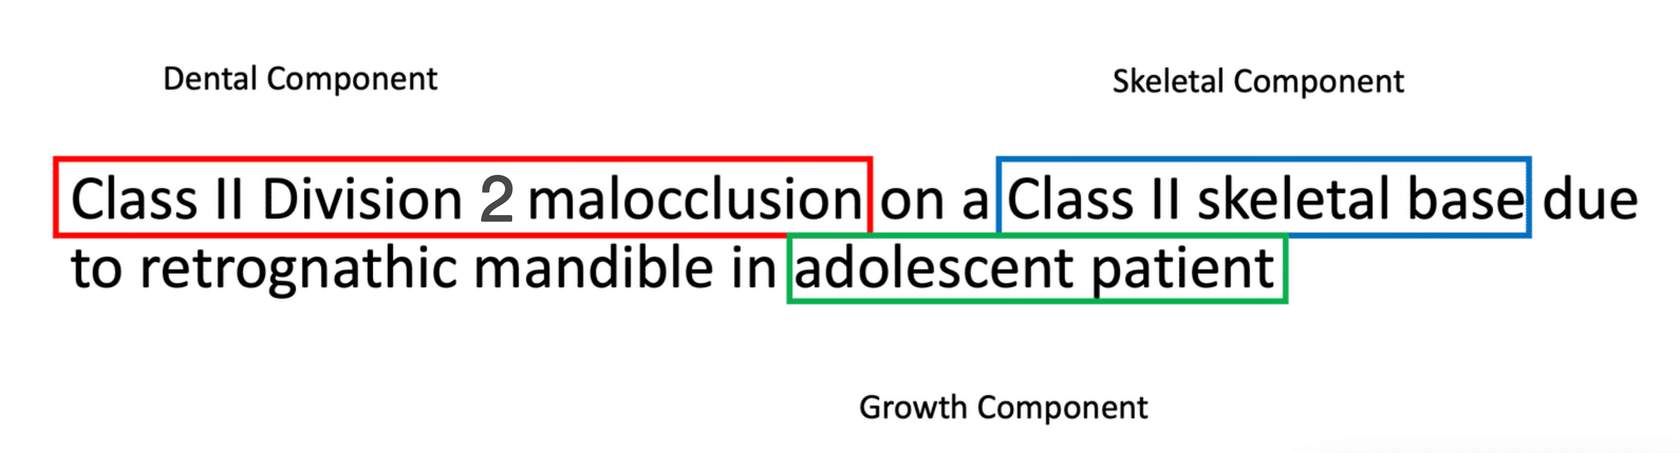 Dental Component
Skeletal Component
Class II Division 2 malocclusion on a Class II skeletal base due
to retrognathic mandible in adolescent patient
Growth Component